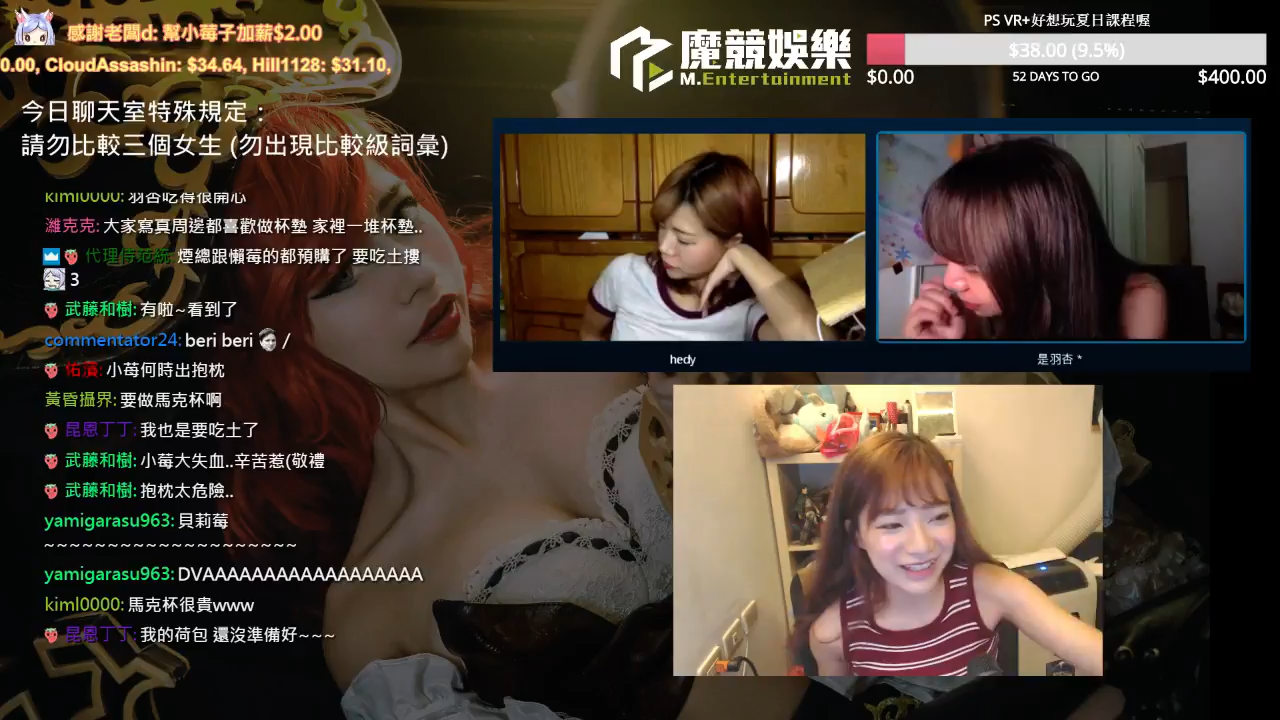 感謝老闆d: 幫小莓子加薪$2.00
0.00, CloudAssashin: $34.64, Hill1128: $31.10,
魔競娛樂
M.Entertainment
PS VR+好想玩夏日課程喔
$38.00 (9.5%)
$0.00
52 DAYS TO GO
$400.00
今日聊天室特殊規定：
請勿比較三個女生 (勿出現比較級詞彙)
kiml0000: 羽杏吃得很開心
濰克克: 大家寫真周邊都喜歡做杯墊 家裡一堆杯墊..
代理侍范統: 煙總跟懶莓的都預購了 要吃土摟
3
武藤和樹: 有啦~看到了
commentator24: beri beri /
佑濱: 小莓何時出抱枕
黃昏攝界: 要做馬克杯啊
昆恩丁丁: 我也是要吃土了
武藤和樹: 小莓大失血..辛苦惹(敬禮
武藤和樹: 抱枕太危險..
yamigarasu963: 貝莉莓
~~~~~~~~~~~~~~~~~~~~
yamigarasu963: DVAAAAAAAAAAAAAAAAAA
kiml0000: 馬克杯很貴www
昆恩丁丁: 我的荷包 還沒準備好~~~
hedy
是羽杏 *